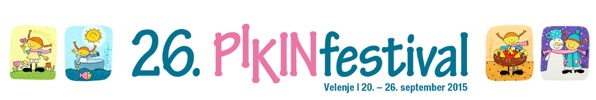 26. PIKINfestival
Velenje | 20. – 26. september 2015